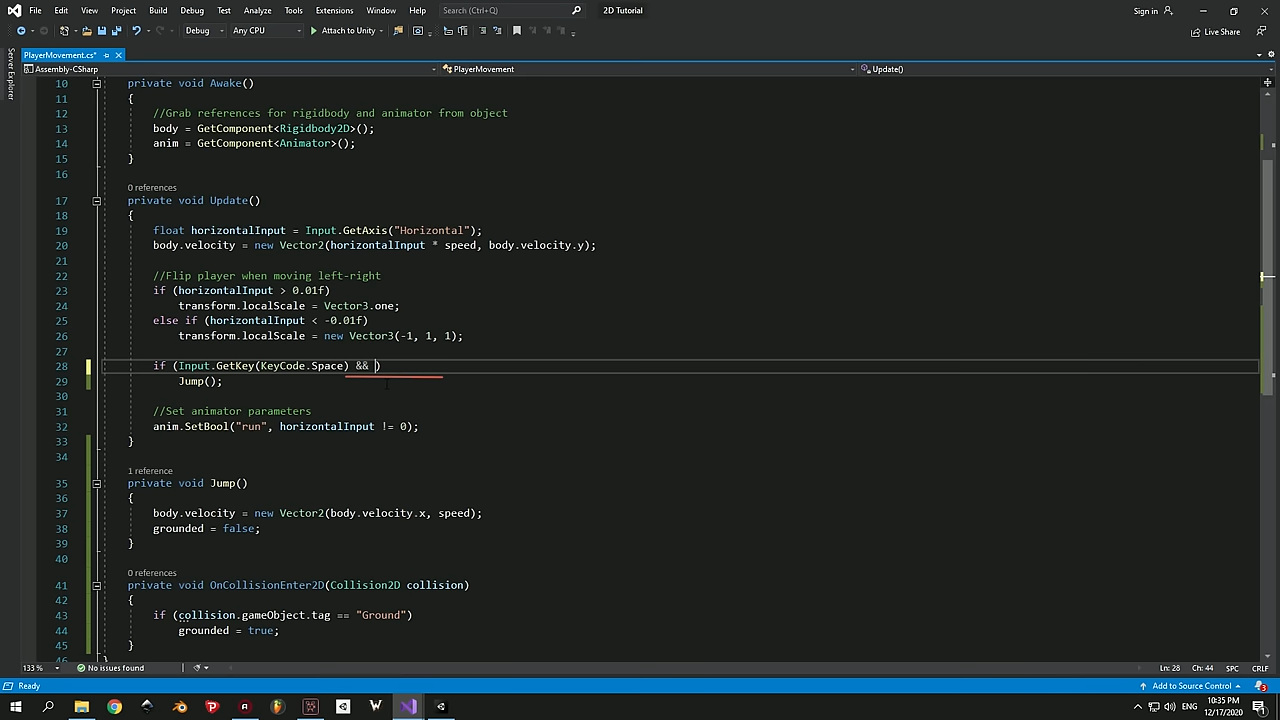 File Edit View Project Build Debug Test Analyze Tools Extensions Window Help Search (Ctrl+Q) 2D Tutorial Sign in
Debug Any CPU Attach to Unity Live Share
PlayerMovement.cs*
Server Explorer
Assembly-CSharp PlayerMovement Update()
10 private void Awake()
11 {
12 //Grab references for rigidbody and animator from object
13 body = GetComponent<Rigidbody2D>();
14 anim = GetComponent<Animator>();
15 }
16
0 references
17 private void Update()
18 {
19 float horizontalInput = Input.GetAxis("Horizontal");
20 body.velocity = new Vector2(horizontalInput * speed, body.velocity.y);
21
22 //Flip player when moving left-right
23 if (horizontalInput > 0.01f)
24 transform.localScale = Vector3.one;
25 else if (horizontalInput < -0.01f)
26 transform.localScale = new Vector3(-1, 1, 1);
27
28 if (Input.GetKey(KeyCode.Space) && )
29 Jump();
30
31 //Set animator parameters
32 anim.SetBool("run", horizontalInput != 0);
33 }
34
1 reference
35 private void Jump()
36 {
37 body.velocity = new Vector2(body.velocity.x, speed);
38 grounded = false;
39 }
40
0 references
41 private void OnCollisionEnter2D(Collision2D collision)
42 {
43 if (collision.gameObject.tag == "Ground")
44 grounded = true;
45 }
46 }
133 % No issues found Ln: 28 Ch: 44 SPC CRLF
Ready Add to Source Control 3
ENG 10:35 PM
12/17/2020 1